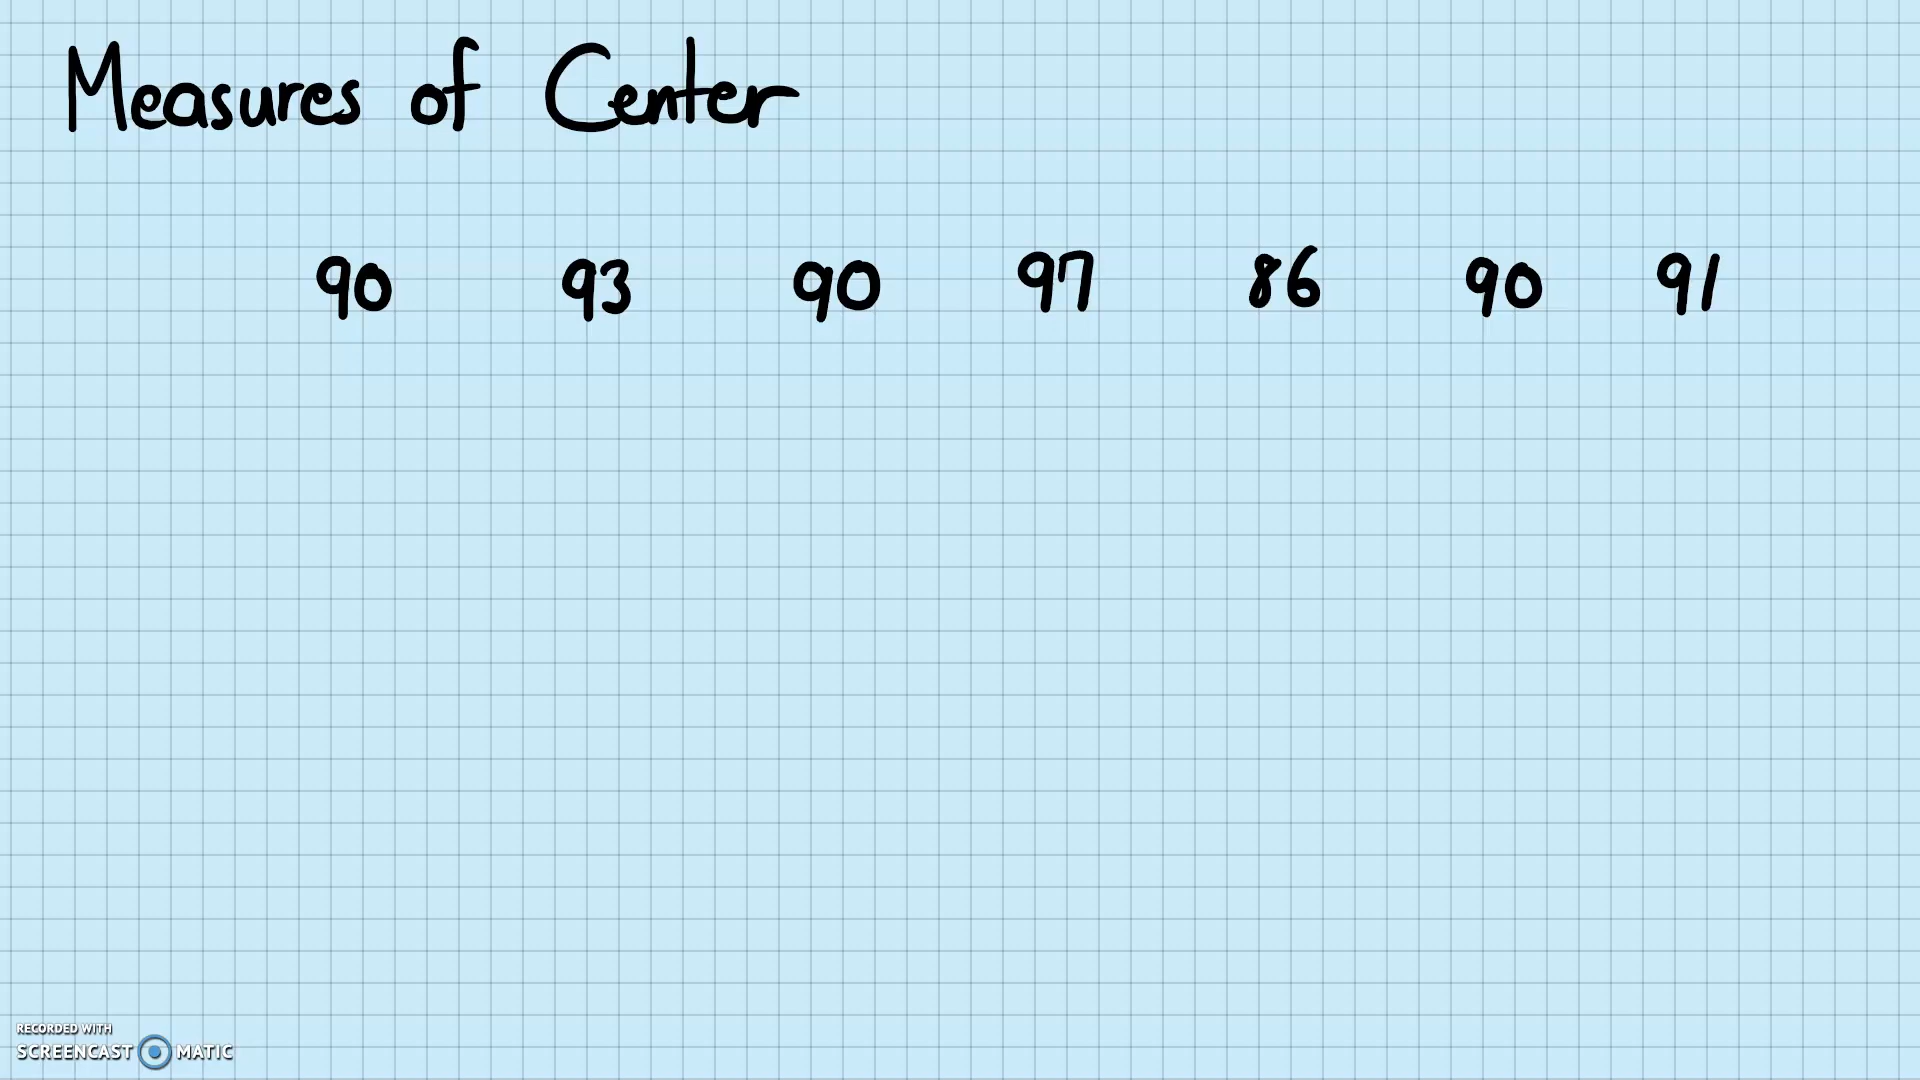 Measures of Center
90 93 90 97 86 90 91
RECORDED WITH
SCREENCAST MATIC